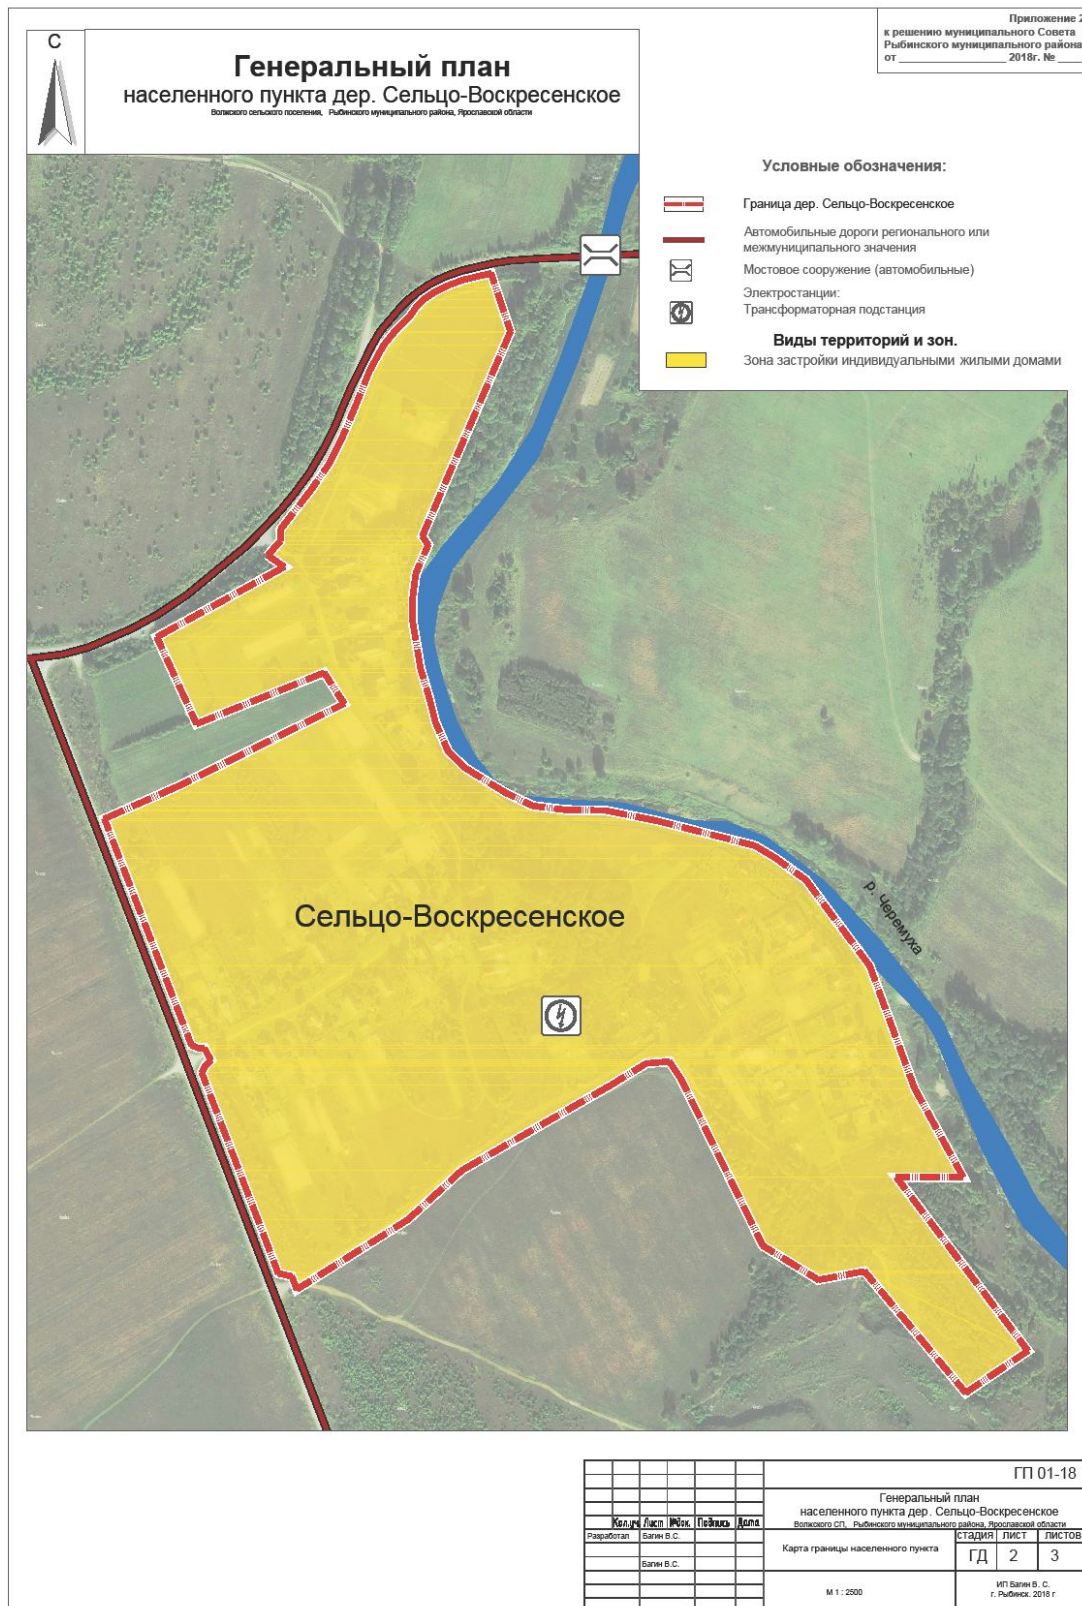 Приложение 2
к решению муниципального Совета
Рыбинского муниципального района
от ________________ 2018г. № ____
С
Генеральный план
населенного пункта дер. Сельцо-Воскресенское
Волжского сельского поселения, Рыбинского муниципального района, Ярославской области
Условные обозначения:
Граница дер. Сельцо-Воскресенское
Автомобильные дороги регионального или
межмуниципального значения
Мостовое сооружение (автомобильные)
Электростанции:
Трансформаторная подстанция
Виды территорий и зон.
Зона застройки индивидуальными жилыми домами
р. Черемуха
Сельцо-Воскресенское
ГП 01-18
Генеральный план
населенного пункта дер. Сельцо-Воскресенское
Волжского СП, Рыбинского муниципального района, Ярославской области
Кол.уч Лист №док. Подпись Дата
Разработал Багин В.С.
Багин В.С.
Карта границы населенного пункта
стадия лист листов
ГД 2 3
М 1 : 2500
ИП Багин В. С.
г. Рыбинск. 2018 г